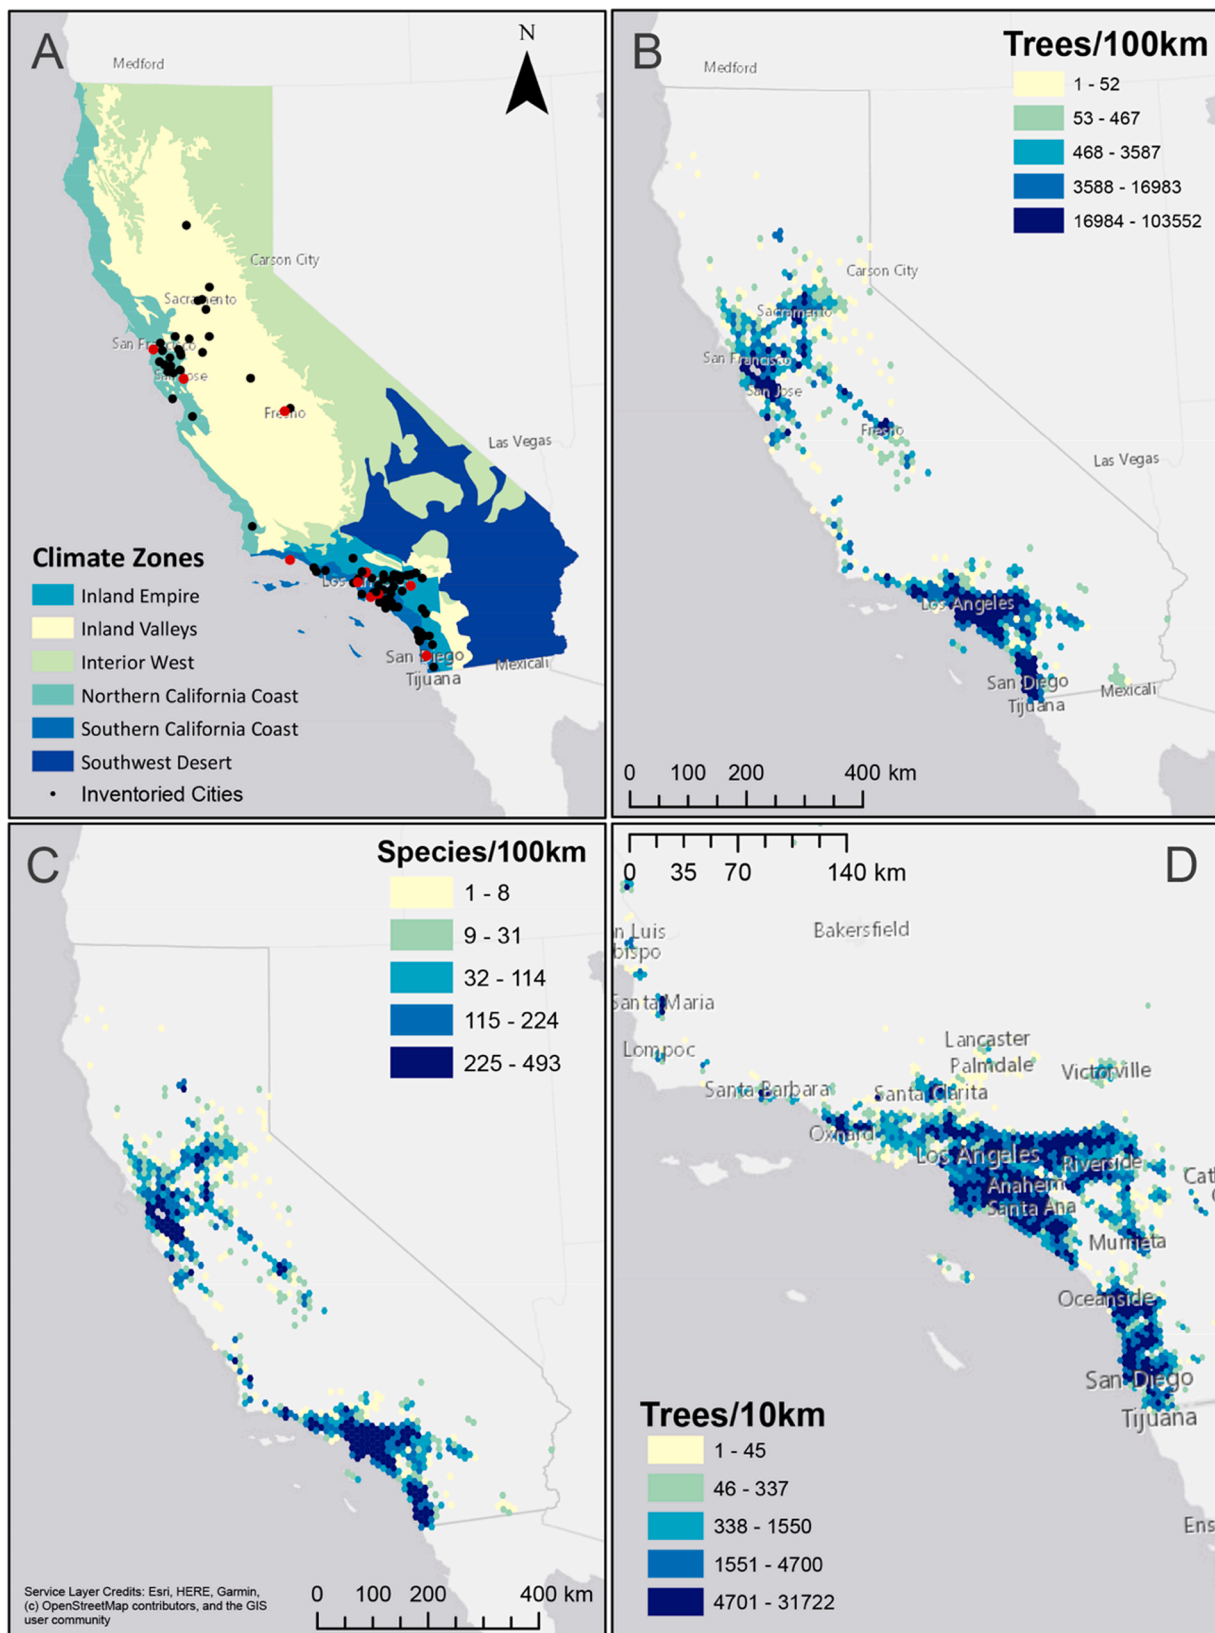 A
N
Medford
Carson City
Sacramento
San Francisco
San Jose
Fresno
Las Vegas
Los An
San Diego
Tijuana
Mexicali
Climate Zones
Inland Empire
Inland Valleys
Interior West
Northern California Coast
Southern California Coast
Southwest Desert
Inventoried Cities
B
Trees/100km
Medford
1 - 52
53 - 467
468 - 3587
3588 - 16983
16984 - 103552
Carson City
Sacramento
San Francisco
San Jose
Fresno
Las Vegas
Los Angeles
San Diego
Mexicali
Tijuana
0 100 200 400 km
C
Species/100km
1 - 8
9 - 31
32 - 114
115 - 224
225 - 493
Service Layer Credits: Esri, HERE, Garmin,
(c) OpenStreetMap contributors, and the GIS
user community
0 100 200 400 km
D
0 35 70 140 km
n Luis
bispo
Bakersfield
Santa Maria
Lompoc
Lancaster
Palmdale
Victorville
Santa Barbara
Santa Clarita
Oxnard
Los Angeles
Riverside
Anaheim
Santa Ana
Cat
Murrieta
Oceanside
San Diego
Tijuana
Ens
Trees/10km
1 - 45
46 - 337
338 - 1550
1551 - 4700
4701 - 31722